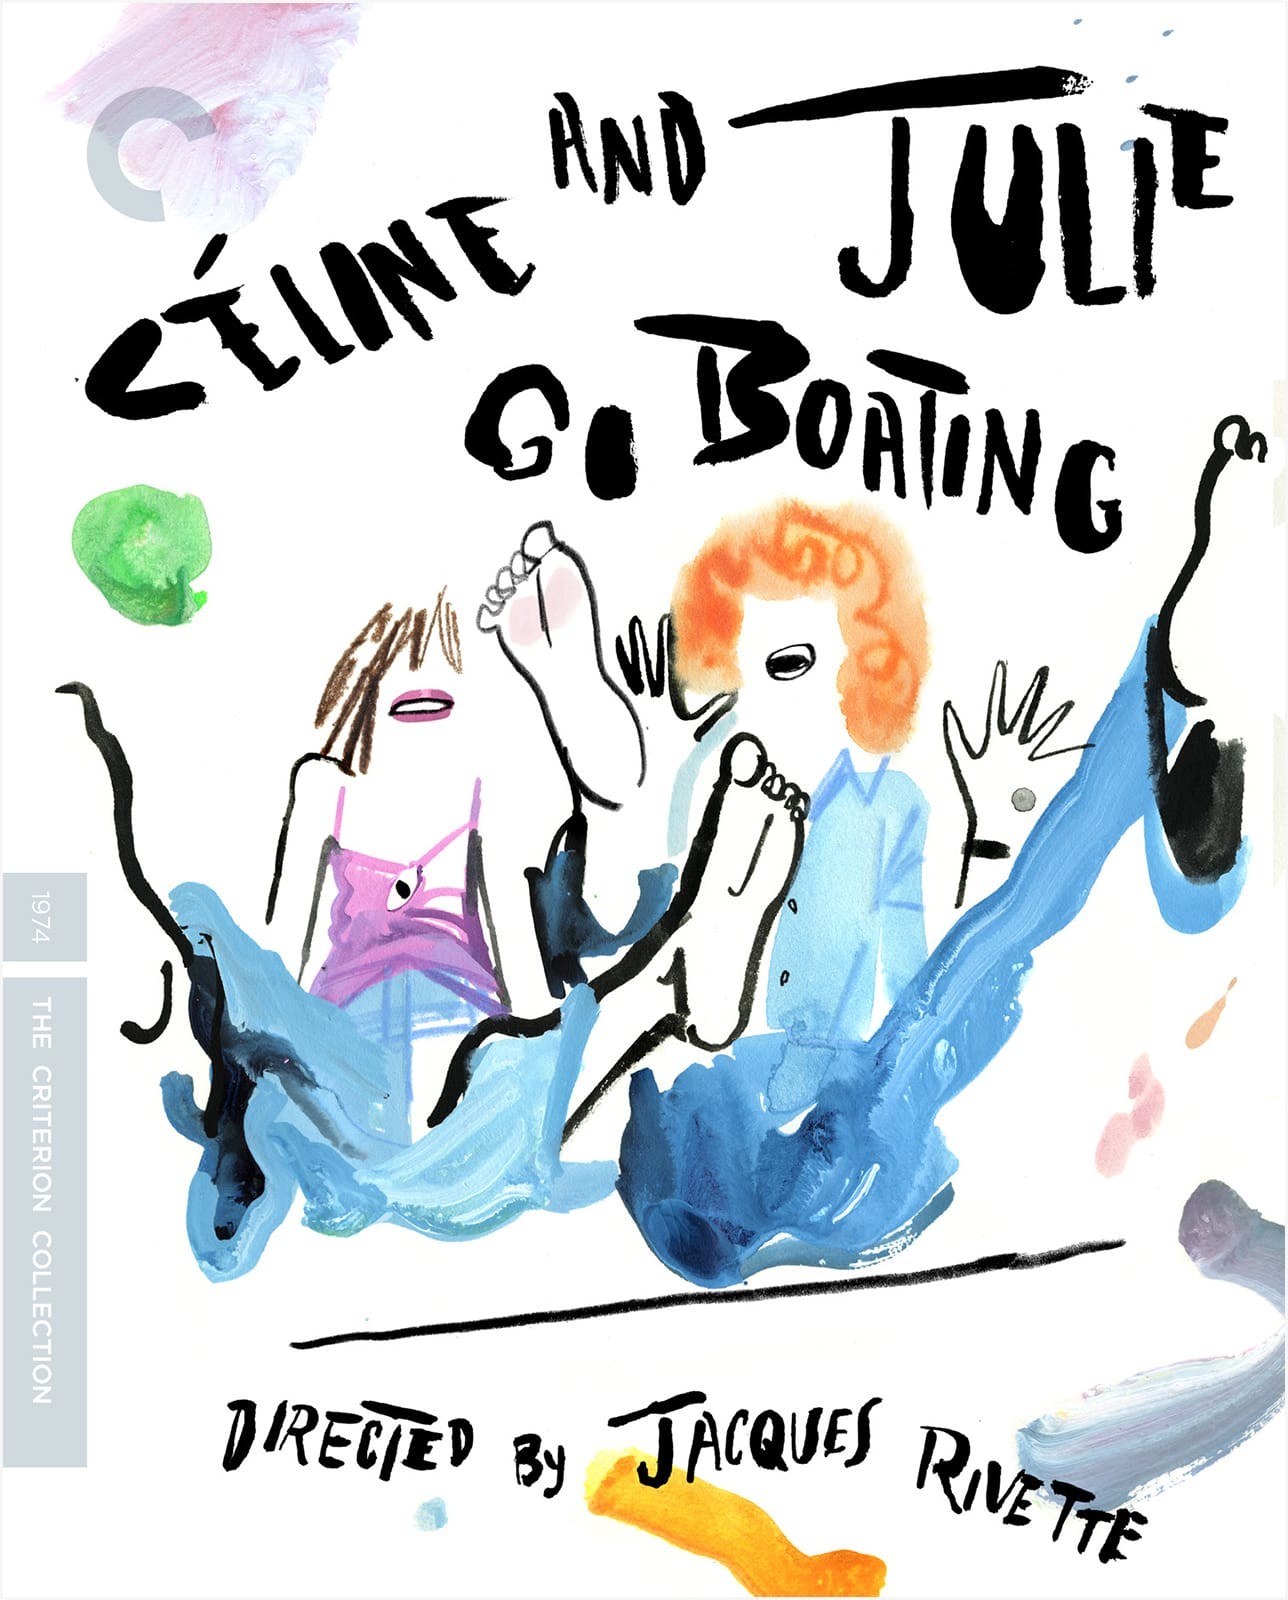 CÉLINE AND JULIE
GO BOATING
1974
THE CRITERION COLLECTION
DIRECTED BY JACQUES RIVETTE